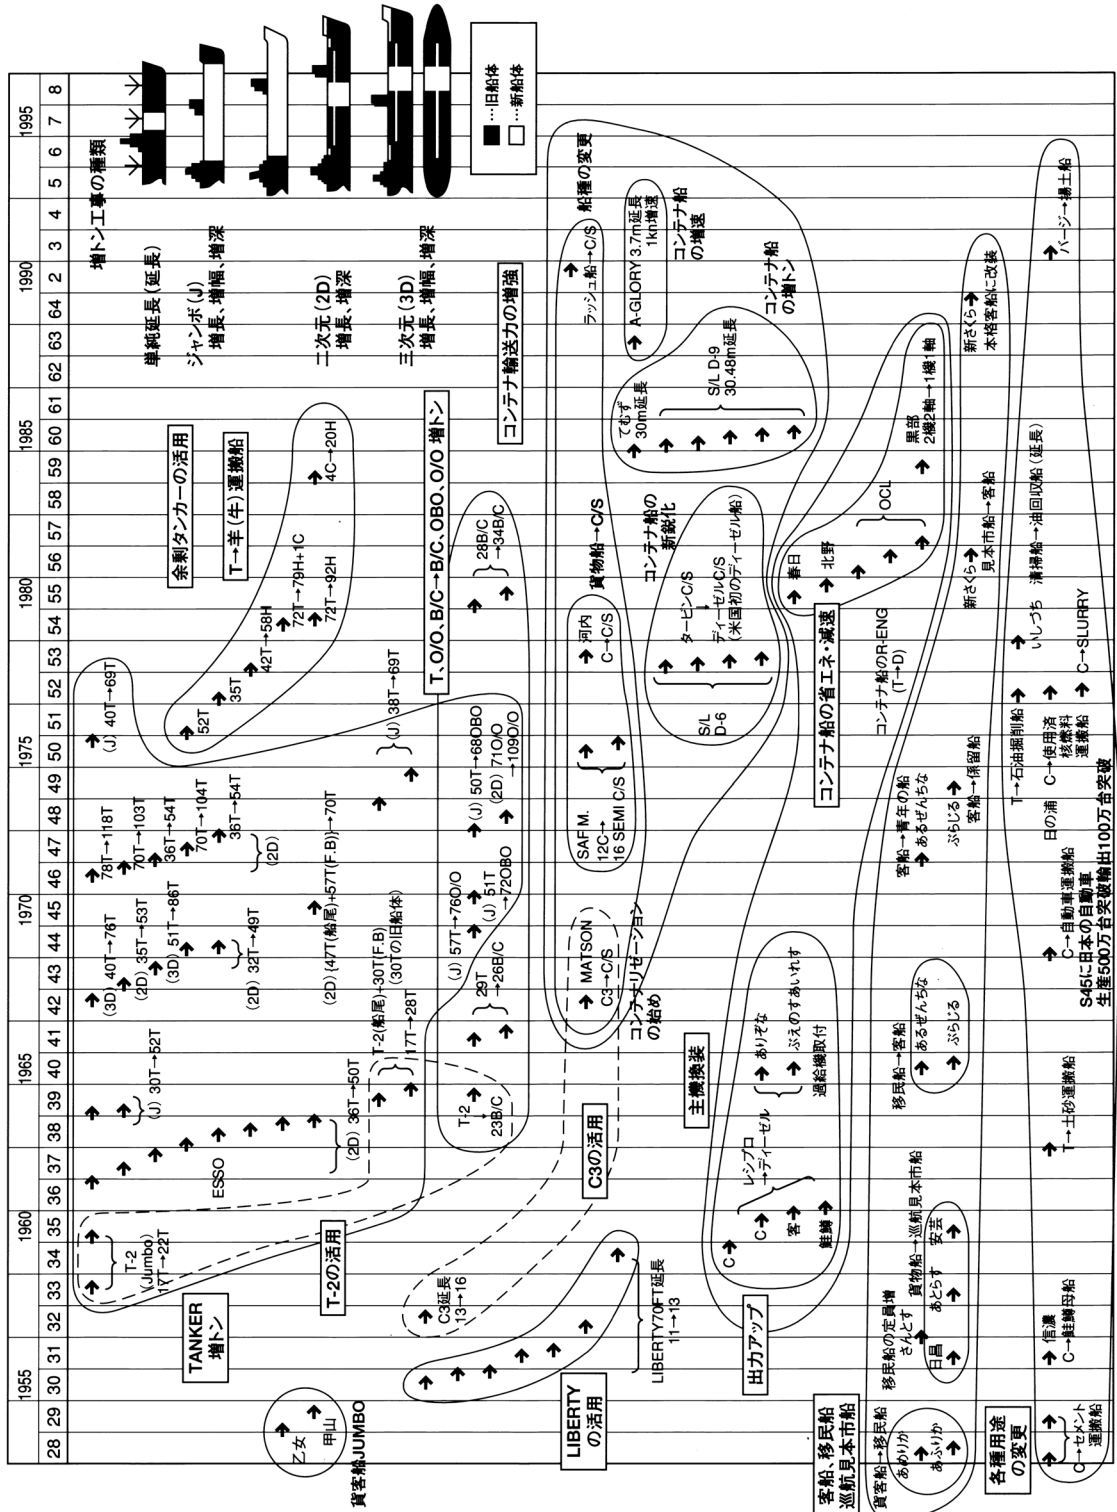 1955
1960
1965
1970
1975
1980
1985
1990
1995
28
29
30
31
32
33
34
35
36
37
38
39
40
41
42
43
44
45
46
47
48
49
50
51
52
53
54
55
56
57
58
59
60
61
62
63
64
2
3
4
5
6
7
8
増トン工事の種類
単純延長(延長)
ジャンボ(J)
増長、増幅、増深
二次元(2D)
増長、増深
三次元(3D)
増長、増幅、増深
…旧船体
…新船体
TANKER
増トン
T-2
(Jumbo)
17T→22T
ESSO
(2D) 36T→50T
(J) 30T→52T
(3D) 40T→76T
(2D) 35T→53T
(3D) 51T→86T
(2D) 32T→49T
78T→118T
70T→103T
36T→54T
70T→104T
36T→54T
(2D)
(2D) {47T(船尾)+57T(F.B)}→70T
T-2(船尾)+30T(F.B)
(30Tの旧船体)
17T→28T
(J) 40T→69T
(J) 38T→69T
余剰タンカーの活用
T→羊(牛)運搬船
52T
35T
42T→58H
72T→79H+1C
72T→92H
4C→20H
T-2の活用
T、O/O、B/C→B/C、OBO、O/O 増トン
T-2
↓
23B/C
29T
→26B/C
(J) 57T→76O/O
(J) 51T
→72OBO
(J) 50T→68OBO
(2D) 71O/O
→109O/O
28B/C
→34B/C
乙女
甲山
貨客船JUMBO
LIBERTY
の活用
LIBERTY70FT延長
11→13
C3延長
13→16
C3の活用
コンテナ輸送力の増強
MATSON
C3→C/S
コンテナリゼーション
の始め
SAF M.
12C→
16 SEMI C/S
貨物船→C/S
河内
C→C/S
船種の変更
ラッシュ船→C/S
コンテナ船の
新鋭化
S/L
D-6
タービンC/S
↓
ディーゼルC/S
(米国初のディーゼル船)
A-GLORY 3.7m延長
1kn増速
コンテナ船
の増速
てむず
30m延長
S/L D-9
30.48m延長
コンテナ船
の増トン
主機換装
出力アップ
C
C
客
鮭鱒
レシプロ
→ディーゼル
ありぞな
ぶえのすあいれす
過給機取付
コンテナ船の省エネ・減速
春日
北野
OCL
黒部
2機2軸→1機1軸
コンテナ船のR-ENG
(T→D)
客船、移民船
巡航見本市船
貨客船→移民船
あめりか
あふりか
移民船の定員増
さんとす
日昌
貨物船→巡航見本市船
あとらす
安芸
移民船→客船
あるぜんちな
ぶらじる
客船→青年の船
あるぜんちな
ぶらじる
客船→係留船
新さくら
見本市船→客船
新さくら
本格客船に改装
各種用途
の変更
C→セメント
運搬船
信濃
C→鮭鱒母船
T→土砂運搬船
C→自動車運搬船
S45に日本の自動車
生産500万台突破輸出100万台突破
T→石油掘削船
日の浦 C→使用済
核燃料
運搬船
C→SLURRY
いしづち 清掃船→油回収船(延長)
バージ→揚土船